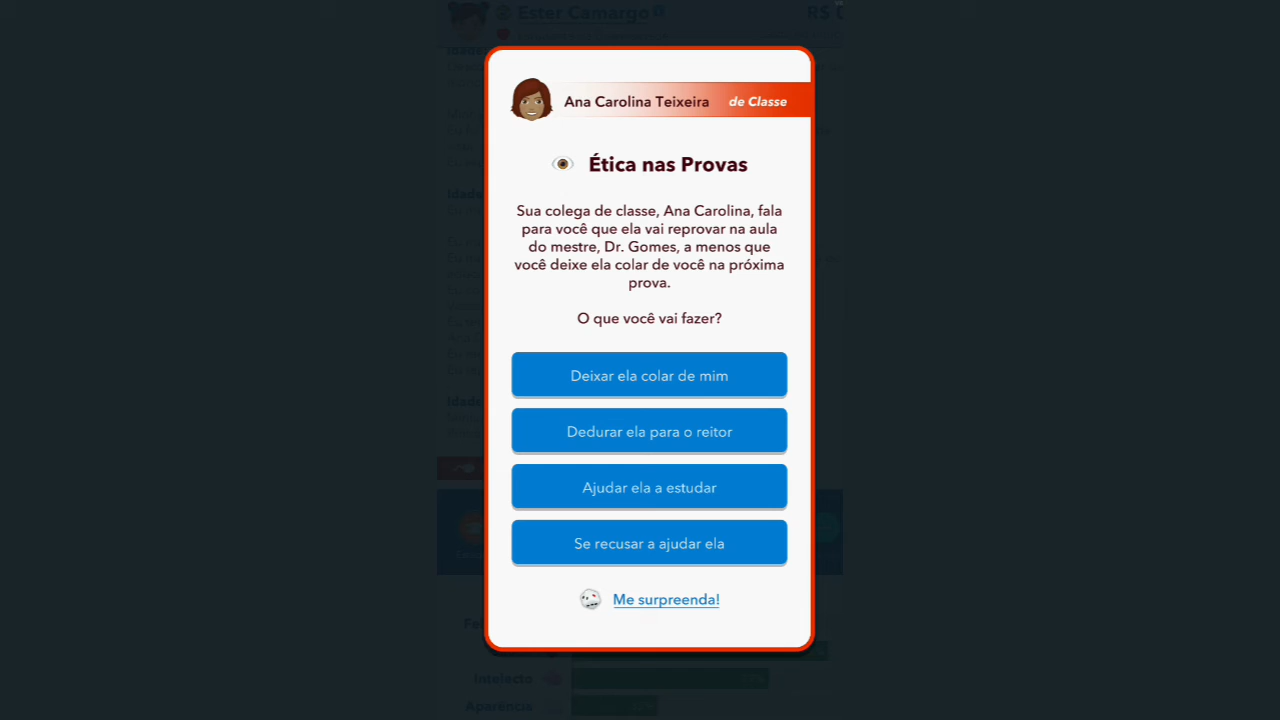 Ester Camargo
R$
Ana Carolina Teixeira de Classe
Ética nas Provas
Sua colega de classe, Ana Carolina, fala
para você que ela vai reprovar na aula
do mestre, Dr. Gomes, a menos que
você deixe ela colar de você na próxima
prova.
O que você vai fazer?
Deixar ela colar de mim
Dedurar ela para o reitor
Ajudar ela a estudar
Se recusar a ajudar ela
Me surpreenda!
Intelecto
Aparência